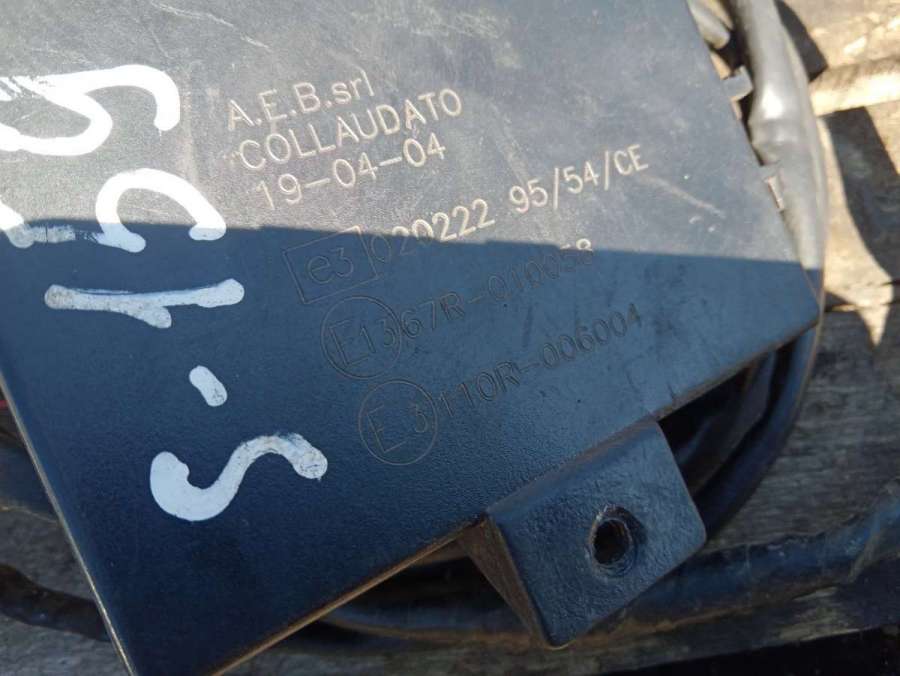 A.E.B.srl
COLLAUDATO
19-04-04
e3 020222 95/54/CE
E13 67R-010058
E3 110R-006004